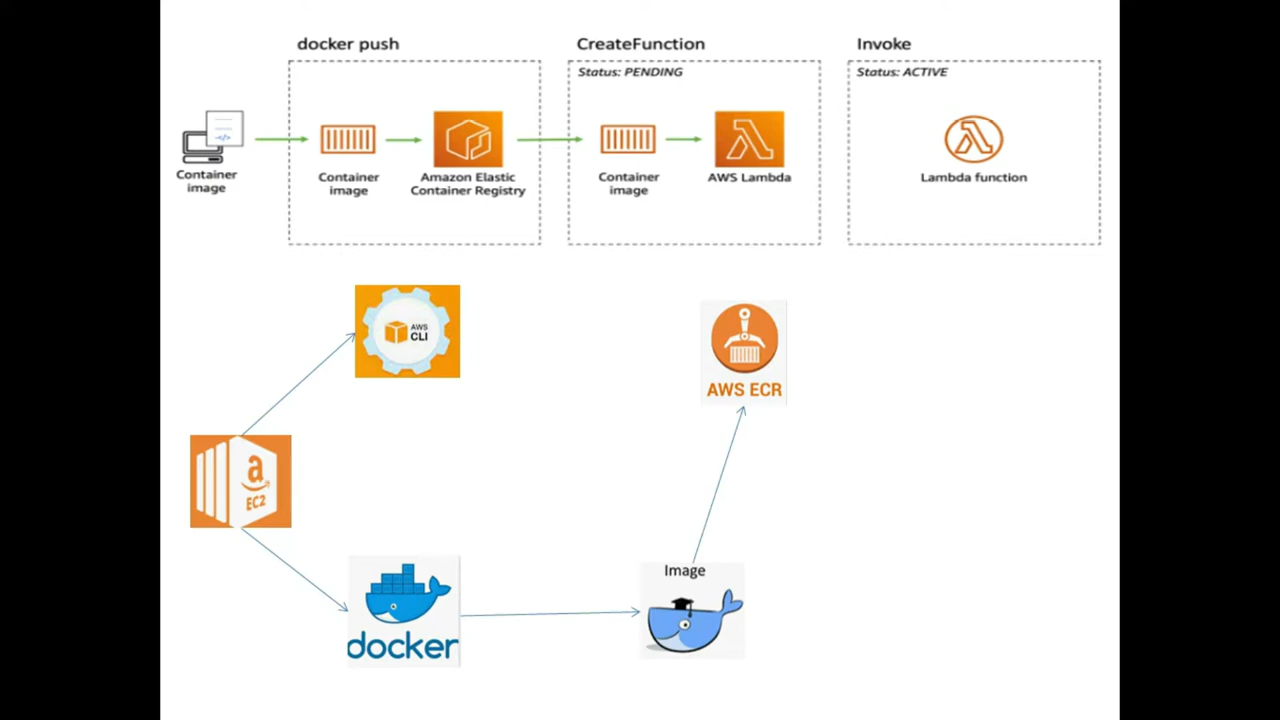 docker push
CreateFunction
Invoke
Status: PENDING
Status: ACTIVE
</>
Container
image
Container
image
Amazon Elastic
Container Registry
Container
image
AWS Lambda
Lambda function
AWS
CLI
AWS ECR
a
EC2
Image
docker